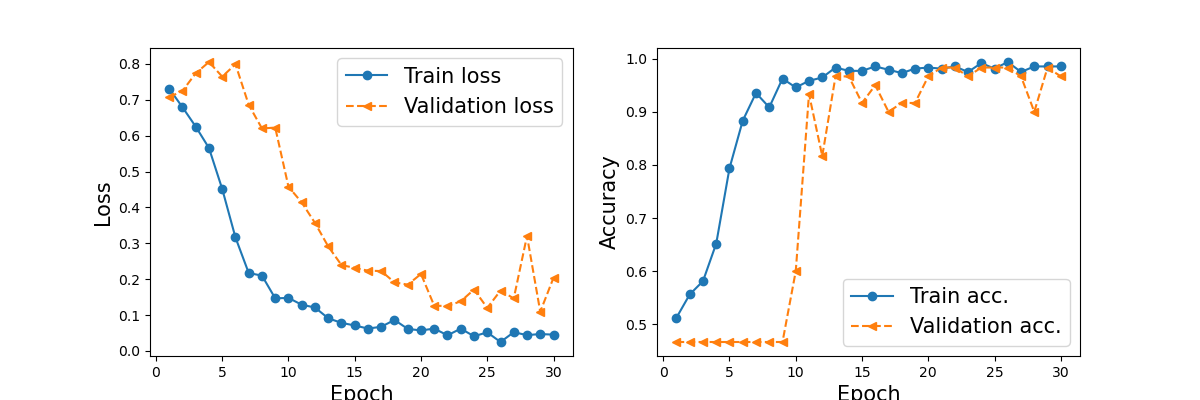 0.8
0.7
0.6
0.5
0.4
0.3
0.2
0.1
0.0
Loss
Train loss
Validation loss
0 5 10 15 20 25 30
Epoch
1.0
0.9
0.8
0.7
0.6
0.5
Accuracy
Train acc.
Validation acc.
0 5 10 15 20 25 30
Epoch